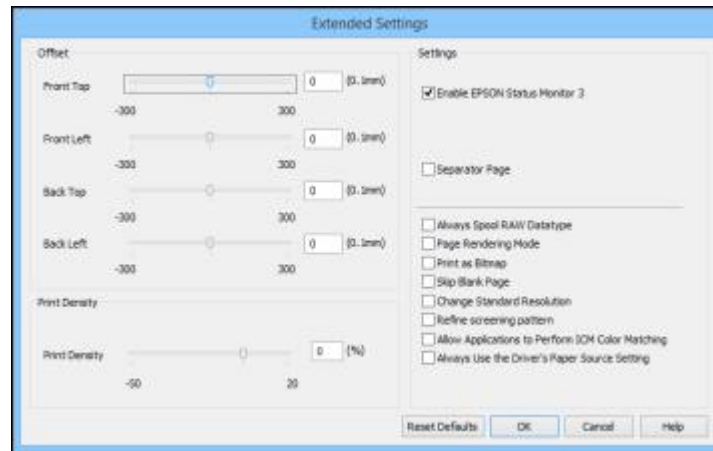 Extended Settings
Offset
Front Top
0 (0.1mm)
-300 300
Front Left
0 (0.1mm)
-300 300
Back Top
0 (0.1mm)
-300 300
Back Left
0 (0.1mm)
-300 300
Print Density
Print Density
0 (%)
-50 20
Settings
Enable EPSON Status Monitor 3
Separator Page
Always Spool RAW Datatype
Page Rendering Mode
Print as Bitmap
Skip Blank Page
Change Standard Resolution
Refine screening pattern
Allow Applications to Perform ICM Color Matching
Always Use the Driver's Paper Source Setting
Reset Defaults OK Cancel Help